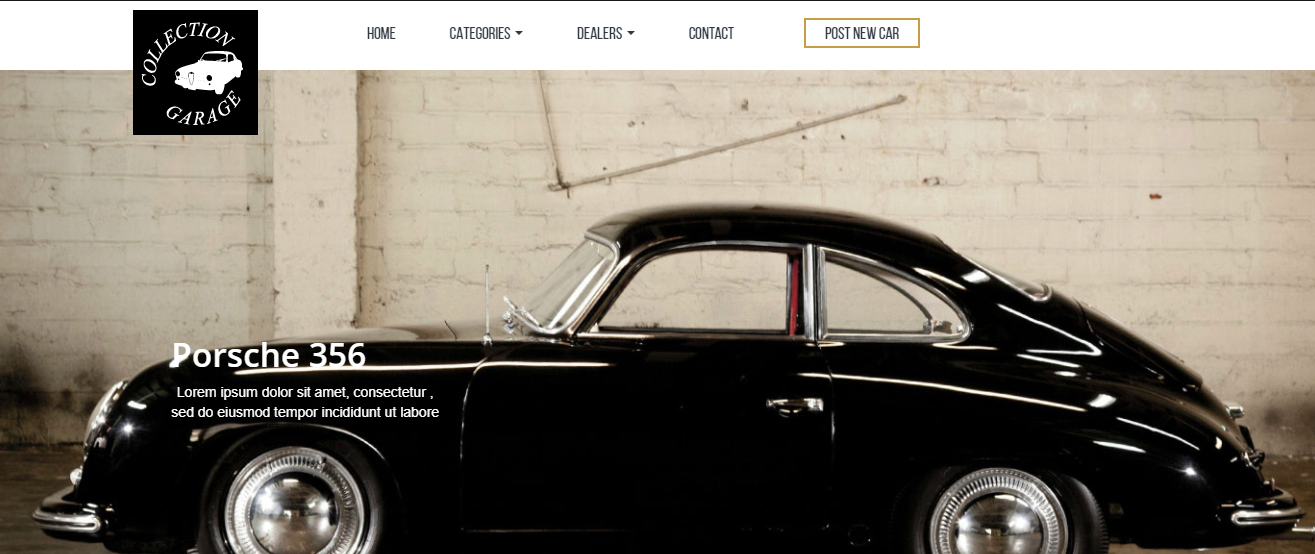 COLLECTION
GARAGE
HOME
CATEGORIES
DEALERS
CONTACT
POST NEW CAR
Porsche 356
Lorem ipsum dolor sit amet, consectetur ,
sed do eiusmod tempor incididunt ut labore